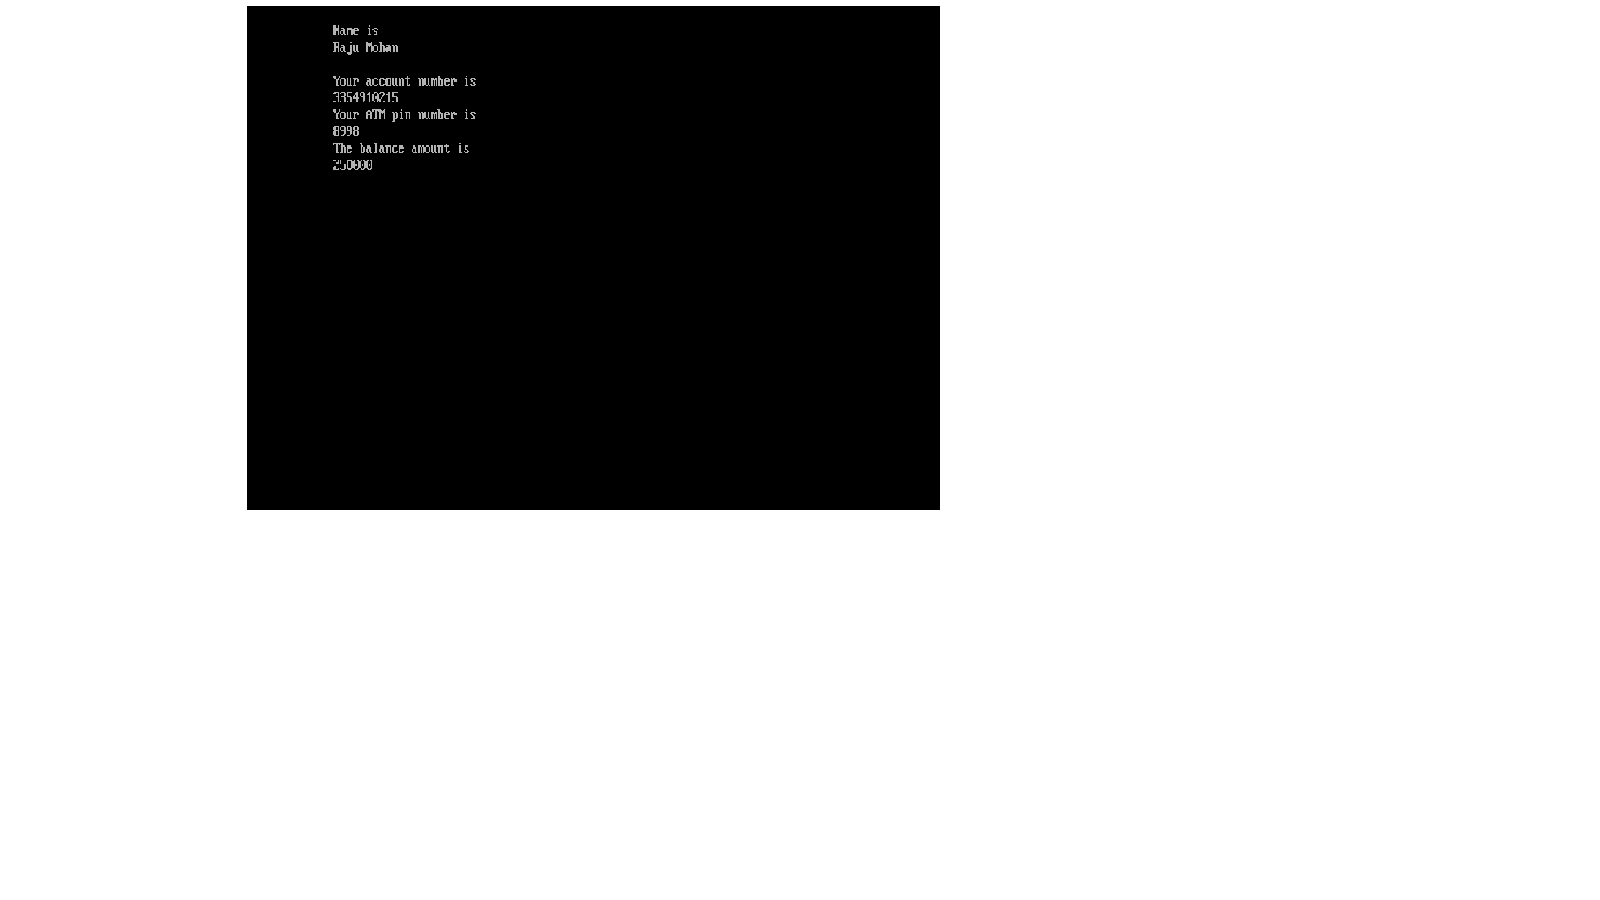 Name is
Raju Mohan
Your account number is
3354910215
Your ATM pin number is
8998
The balance amount is
250000